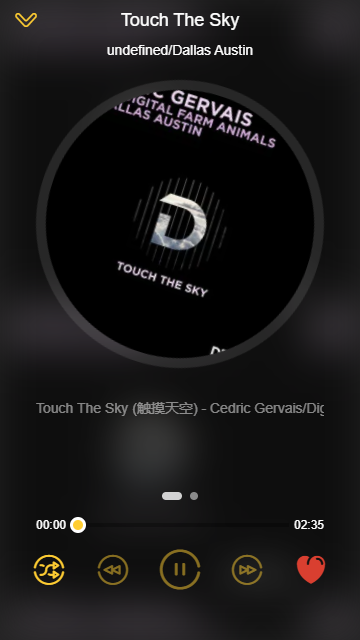 Touch The Sky
undefined/Dallas Austin
C GERVAIS
IGITAL FARM ANIMALS
LLAS AUSTIN
D
TOUCH THE SKY
Touch The Sky (触摸天空) - Cedric Gervais/Dig
00:00
02:35